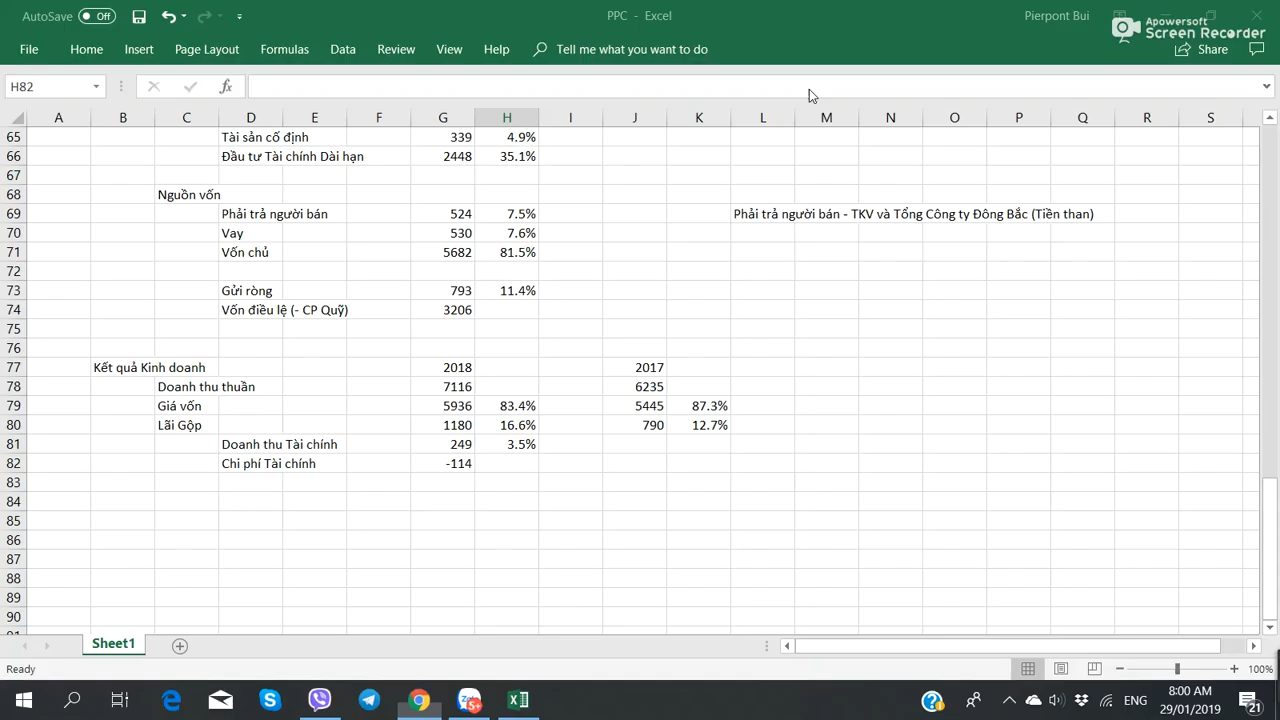 AutoSave Off PPC - Excel Pierpont Bui
Apowersoft
Screen Recorder
File Home Insert Page Layout Formulas Data Review View Help Tell me what you want to do Share
H82 fx
A B C D E F G H I J K L M N O P Q R S
65 Tài sản cố định 339 4.9%
66 Đầu tư Tài chính Dài hạn 2448 35.1%
67
68 Nguồn vốn
69 Phải trả người bán 524 7.5% Phải trả người bán - TKV và Tổng Công ty Đông Bắc (Tiền than)
70 Vay 530 7.6%
71 Vốn chủ 5682 81.5%
72
73 Gửi ròng 793 11.4%
74 Vốn điều lệ (- CP Quỹ) 3206
75
76
77 Kết quả Kinh doanh 2018 2017
78 Doanh thu thuần 7116 6235
79 Giá vốn 5936 83.4% 5445 87.3%
80 Lãi Gộp 1180 16.6% 790 12.7%
81 Doanh thu Tài chính 249 3.5%
82 Chi phí Tài chính -114
83
84
85
86
87
88
89
90
91
Sheet1
Ready 100%
ENG 8:00 AM
29/01/2019 21